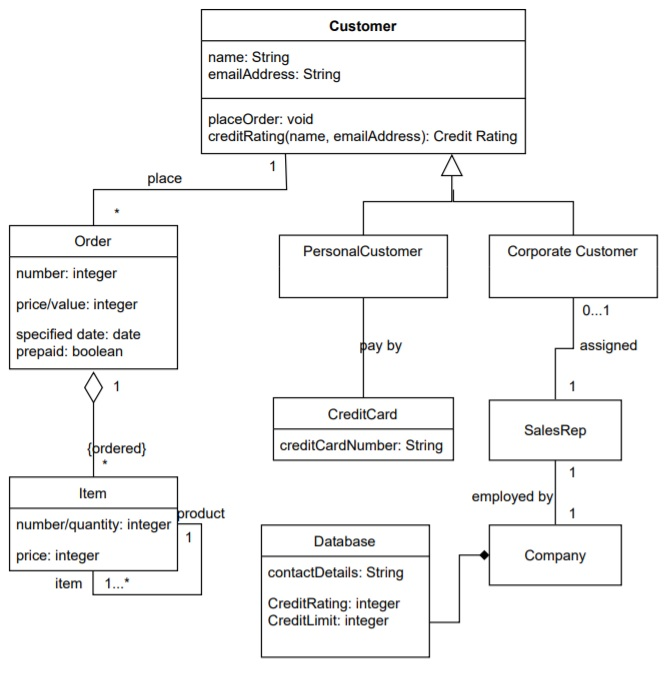 Customer
name: String
emailAddress: String
placeOrder: void
creditRating(name, emailAddress): Credit Rating
1
place
*
Order
number: integer
price/value: integer
specified date: date
prepaid: boolean
1
{ordered}
*
Item
number/quantity: integer
price: integer
product
1
item
1...*
PersonalCustomer
pay by
CreditCard
creditCardNumber: String
Corporate Customer
0...1
assigned
1
SalesRep
1
employed by
1
Company
Database
contactDetails: String
CreditRating: integer
CreditLimit: integer